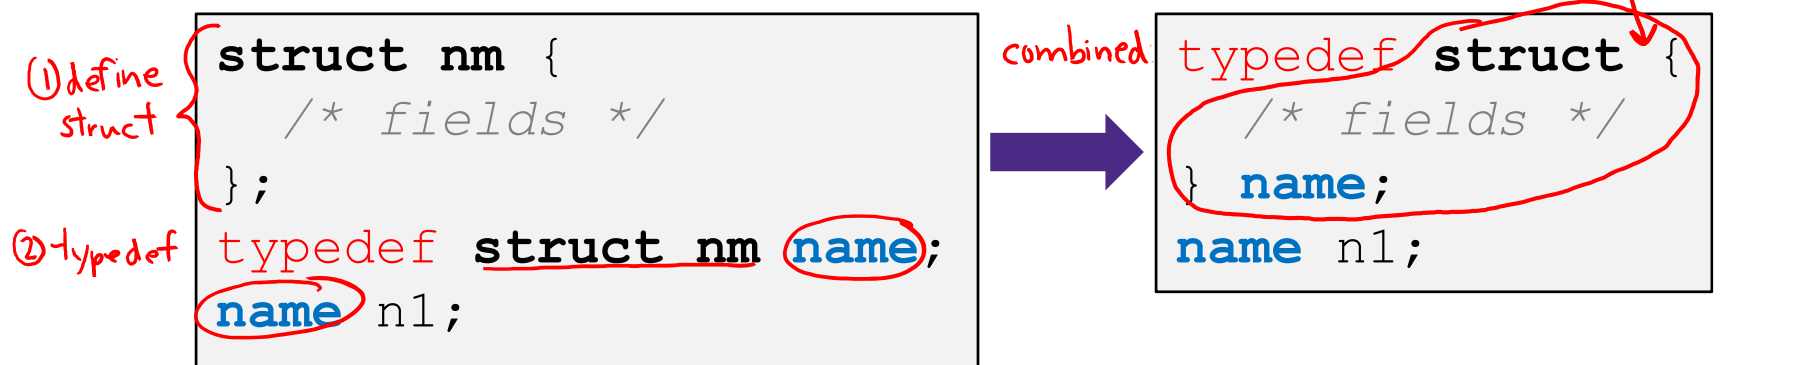 ① define
struct
struct nm {
/* fields */
};
② typedef
typedef struct nm name;
name n1;
combined:
typedef struct {
/* fields */
} name;
name n1;